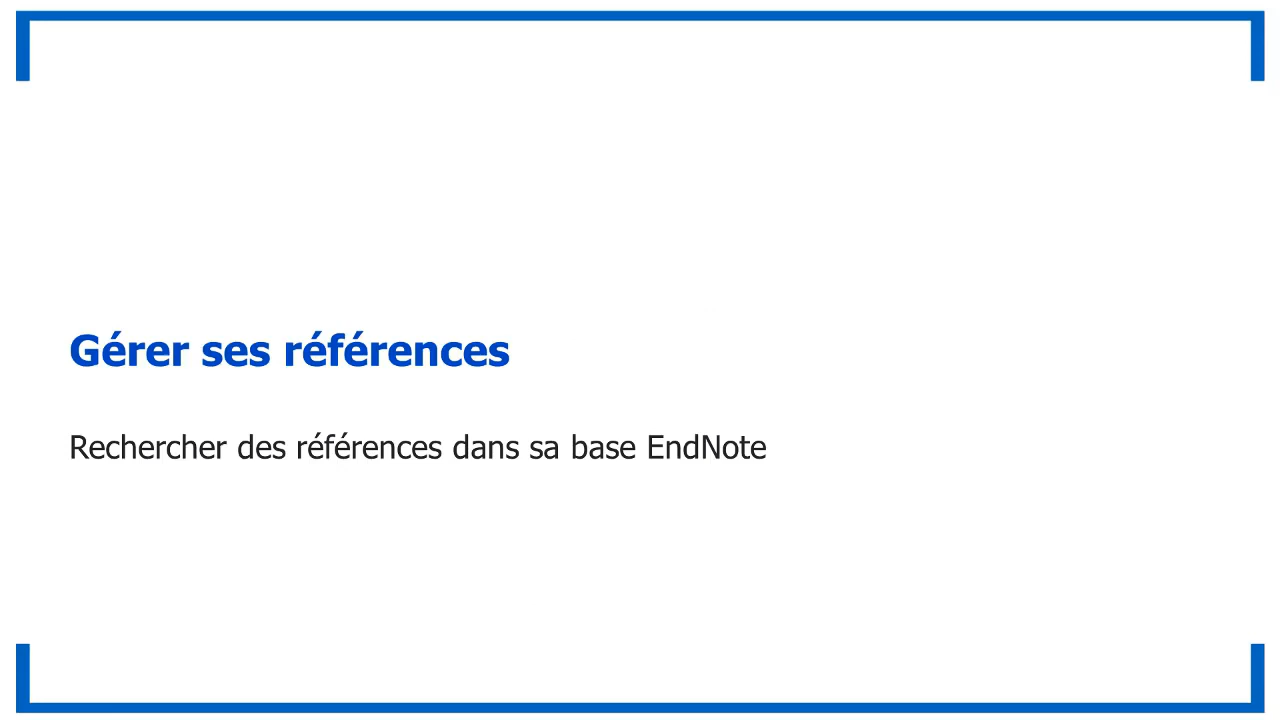 Gérer ses références
Rechercher des références dans sa base EndNote